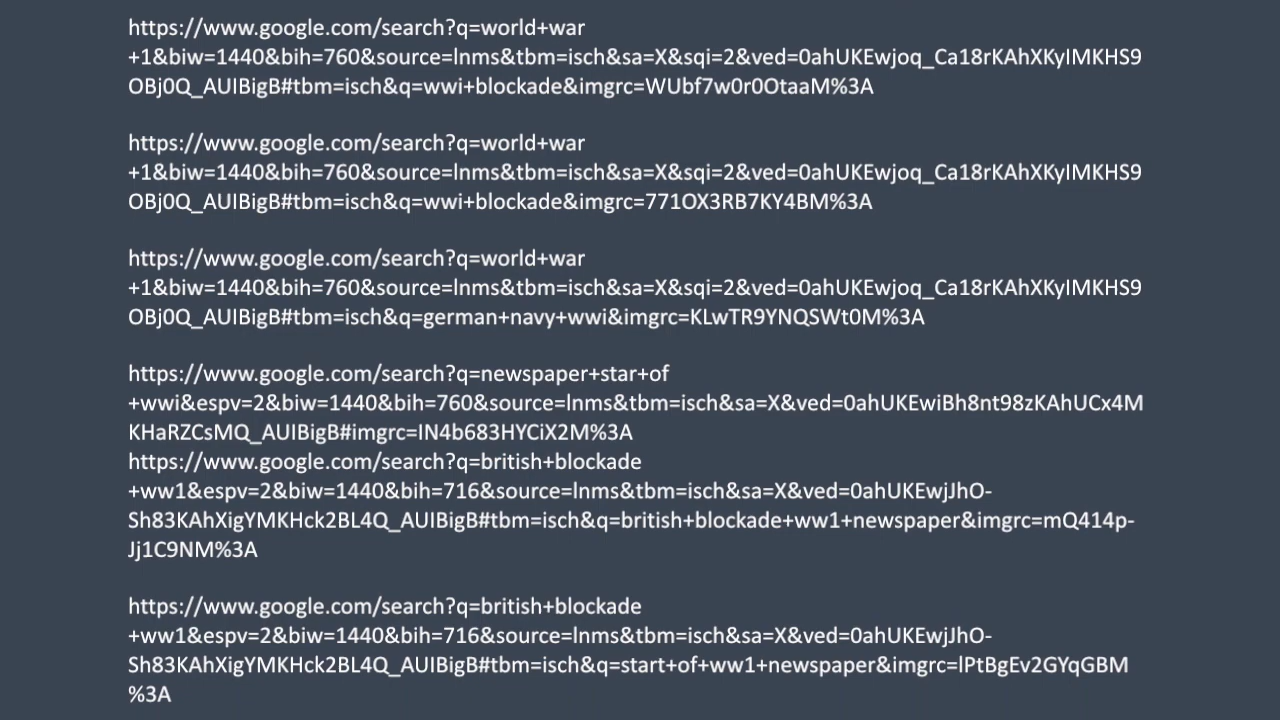 https://www.google.com/search?q=world+war
+1&biw=1440&bih=760&source=lnms&tbm=isch&sa=X&sqi=2&ved=0ahUKEwjoq_Ca18rKAhXKyIMKHS9
OBj0Q_AUIBigB#tbm=isch&q=wwi+blockade&imgrc=WUbf7w0r0OtaaM%3A
https://www.google.com/search?q=world+war
+1&biw=1440&bih=760&source=lnms&tbm=isch&sa=X&sqi=2&ved=0ahUKEwjoq_Ca18rKAhXKyIMKHS9
OBj0Q_AUIBigB#tbm=isch&q=wwi+blockade&imgrc=771OX3RB7KY4BM%3A
https://www.google.com/search?q=world+war
+1&biw=1440&bih=760&source=lnms&tbm=isch&sa=X&sqi=2&ved=0ahUKEwjoq_Ca18rKAhXKyIMKHS9
OBj0Q_AUIBigB#tbm=isch&q=german+navy+wwi&imgrc=KLwTR9YNQSWt0M%3A
https://www.google.com/search?q=newspaper+star+of
+wwi&espv=2&biw=1440&bih=760&source=lnms&tbm=isch&sa=X&ved=0ahUKEwiBh8nt98zKAhUCx4M
KHaRZCsMQ_AUIBigB#imgrc=lN4b683HYCiX2M%3A
https://www.google.com/search?q=british+blockade
+ww1&espv=2&biw=1440&bih=716&source=lnms&tbm=isch&sa=X&ved=0ahUKEwjJhO-
Sh83KAhXigYMKHck2BL4Q_AUIBigB#tbm=isch&q=british+blockade+ww1+newspaper&imgrc=mQ414p-
Jj1C9NM%3A
https://www.google.com/search?q=british+blockade
+ww1&espv=2&biw=1440&bih=716&source=lnms&tbm=isch&sa=X&ved=0ahUKEwjJhO-
Sh83KAhXigYMKHck2BL4Q_AUIBigB#tbm=isch&q=start+of+ww1+newspaper&imgrc=lPtBgEv2GYqGBM
%3A